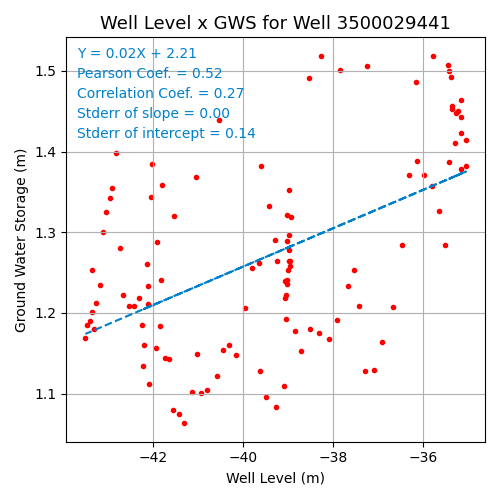 Well Level x GWS for Well 3500029441
Y = 0.02X + 2.21
Pearson Coef. = 0.52
Correlation Coef. = 0.27
Stderr of slope = 0.00
Stderr of intercept = 0.14
Ground Water Storage (m)
1.5
1.4
1.3
1.2
1.1
−42 −40 −38 −36
Well Level (m)